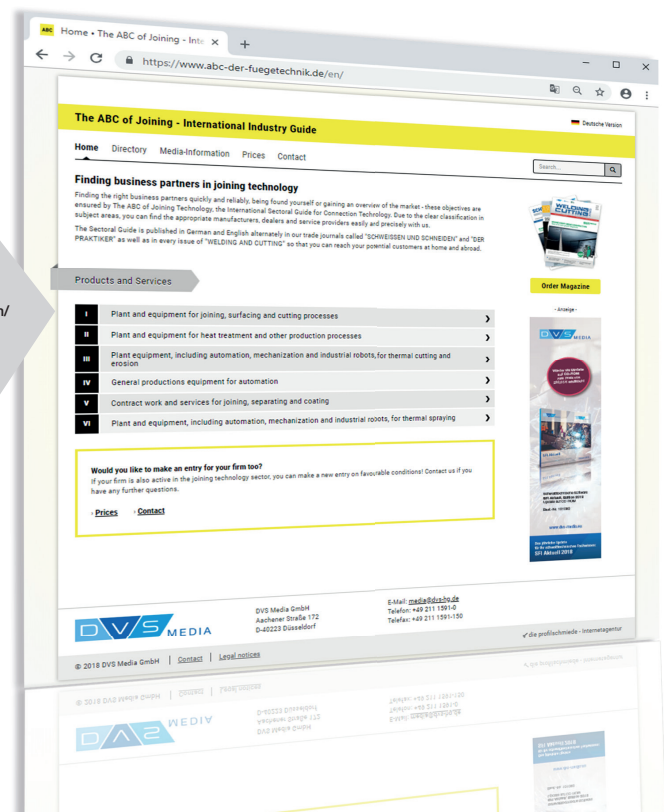 ABC Home • The ABC of Joining - Inte
https://www.abc-der-fuegetechnik.de/en/
The ABC of Joining - International Industry Guide
Deutsche Version
Home Directory Media-Information Prices Contact
Search...
Finding business partners in joining technology
Finding the right business partners quickly and reliably, being found yourself or gaining an overview of the market - these objectives are
ensured by The ABC of Joining Technology, the International Sectoral Guide for Connection Technology. Due to the clear classification in
subject areas, you can find the appropriate manufacturers, dealers and service providers easily and precisely with us.
The Sectoral Guide is published in German and English alternately in our trade journals called "SCHWEISSEN UND SCHNEIDEN" and "DER
PRAKTIKER" as well as in every issue of "WELDING AND CUTTING" so that you can reach your potential customers at home and abroad.
WELDING
CUTTING
Order Magazine
- Anzeige -
DVS MEDIA
n/
Products and Services
I Plant and equipment for joining, surfacing and cutting processes
II Plant and equipment for heat treatment and other production processes
III Plant equipment, including automation, mechanization and industrial robots, for thermal cutting and
erosion
IV General productions equipment for automation
V Contract work and services for joining, separating and coating
VI Plant and equipment, including automation, mechanization and industrial robots, for thermal spraying
Would you like to make an entry for your firm too?
If your firm is also active in the joining technology sector, you can make a new entry on favourable conditions! Contact us if you
have any further questions.
› Prices › Contact
www.dvs-media.eu
SFI Aktuell 2018
DVS MEDIA
DVS Media GmbH
Aachener Straße 172
D-40223 Düsseldorf
E-Mail: media@dvs-hg.de
Telefon: +49 211 1591-0
Telefax: +49 211 1591-150
© 2018 DVS Media GmbH | Contact | Legal notices
die profilschmiede - Internetagentur